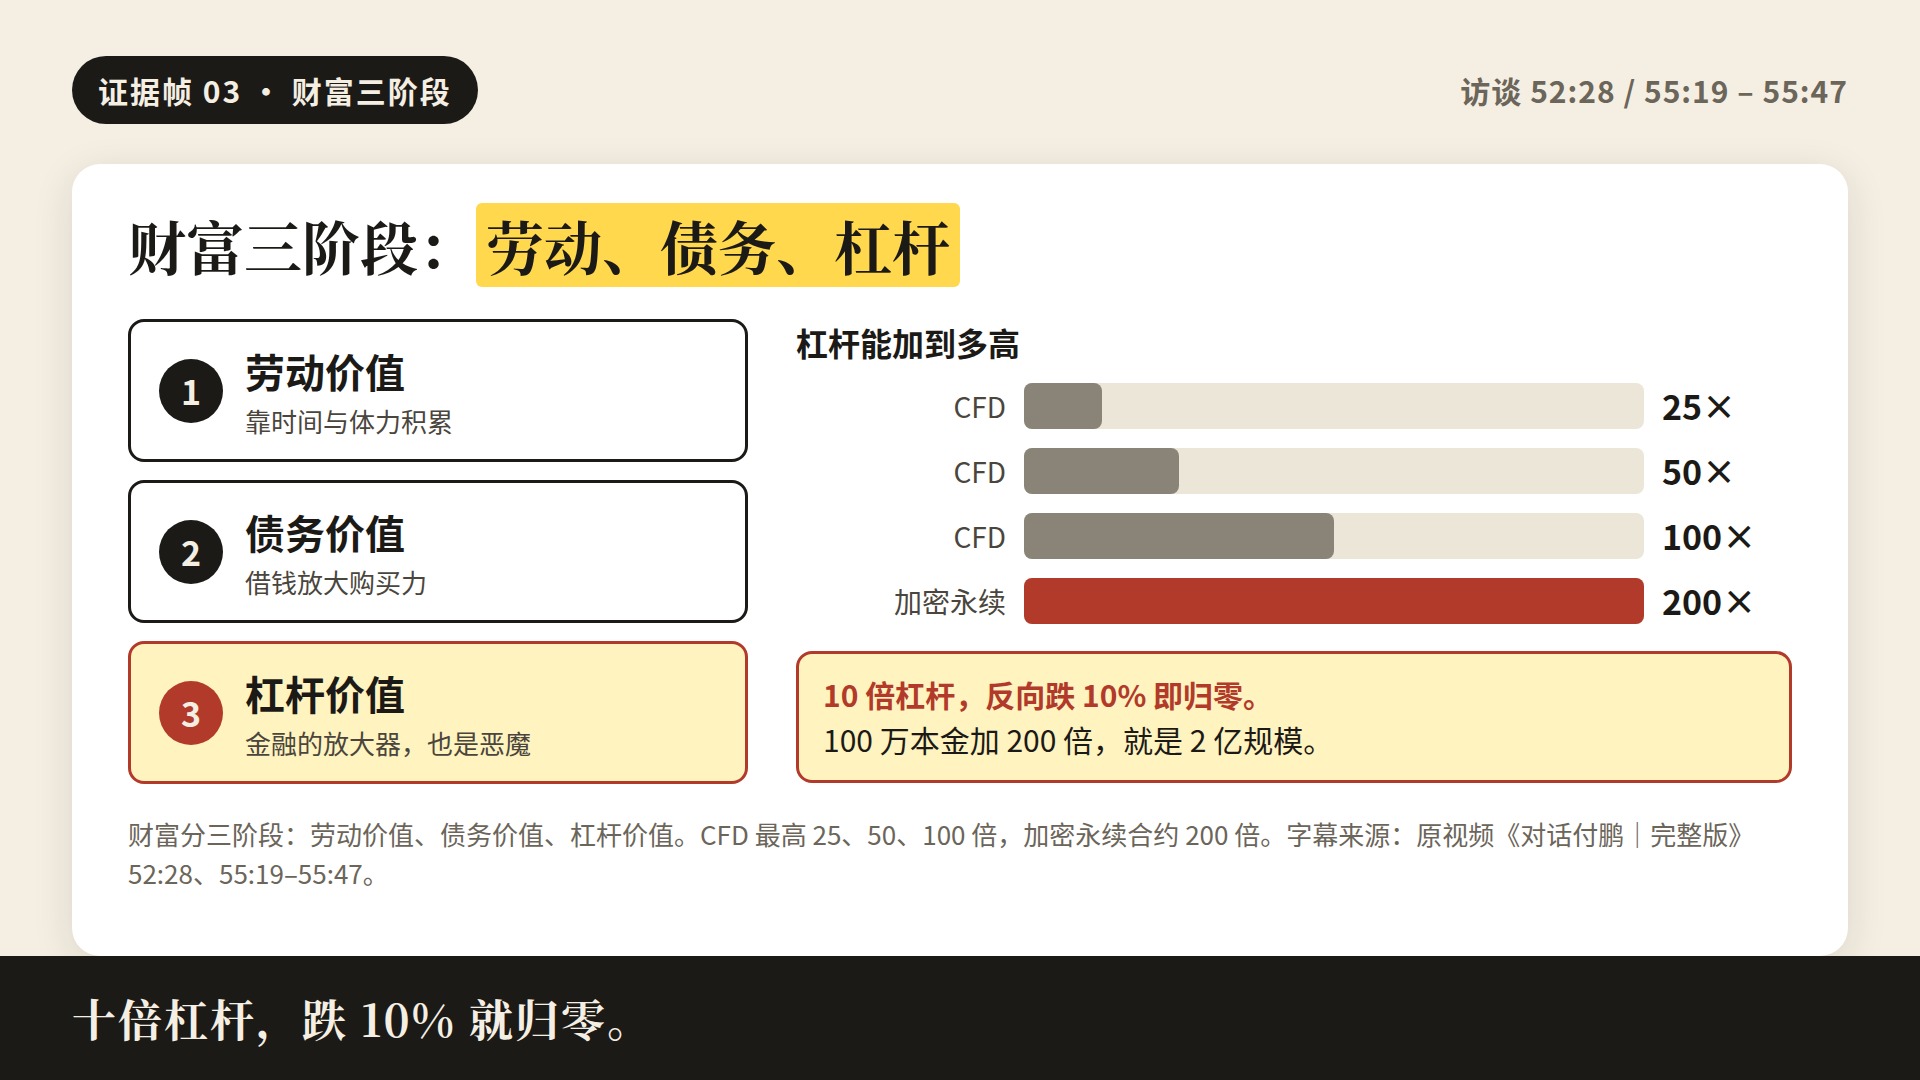 证据帧 03 · 财富三阶段
访谈 52:28 / 55:19 – 55:47
财富三阶段：劳动、债务、杠杆
1
劳动价值
靠时间与体力积累
2
债务价值
借钱放大购买力
3
杠杆价值
金融的放大器，也是恶魔
杠杆能加到多高
CFD 25×
CFD 50×
CFD 100×
加密永续 200×
10 倍杠杆，反向跌 10% 即归零。
100 万本金加 200 倍，就是 2 亿规模。
财富分三阶段：劳动价值、债务价值、杠杆价值。CFD 最高 25、50、100 倍，加密永续合约 200 倍。字幕来源：原视频《对话付鹏｜完整版》
52:28、55:19–55:47。
十倍杠杆，跌 10% 就归零。